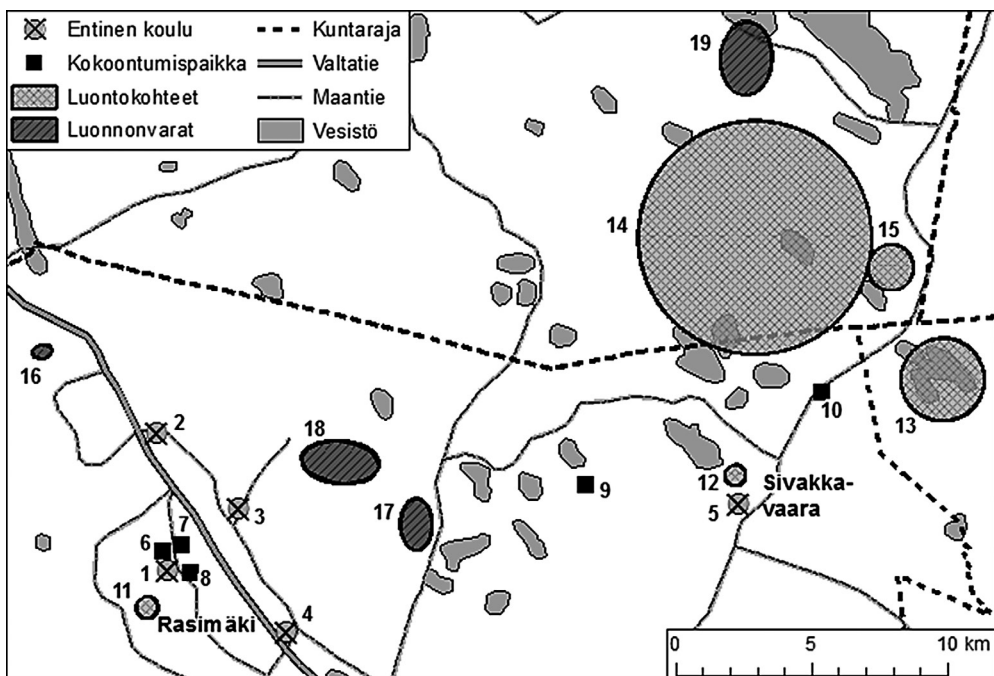 Entinen koulu
Kokoontumispaikka
Luontokohteet
Luonnonvarat
Kuntaraja
Valtatie
Maantie
Vesistö
19
14
15
16
2
18
10
13
3
17
9
12
Sivakka-
vaara
5
7
6
1
8
11
Rasimäki
4
0 5 10 km